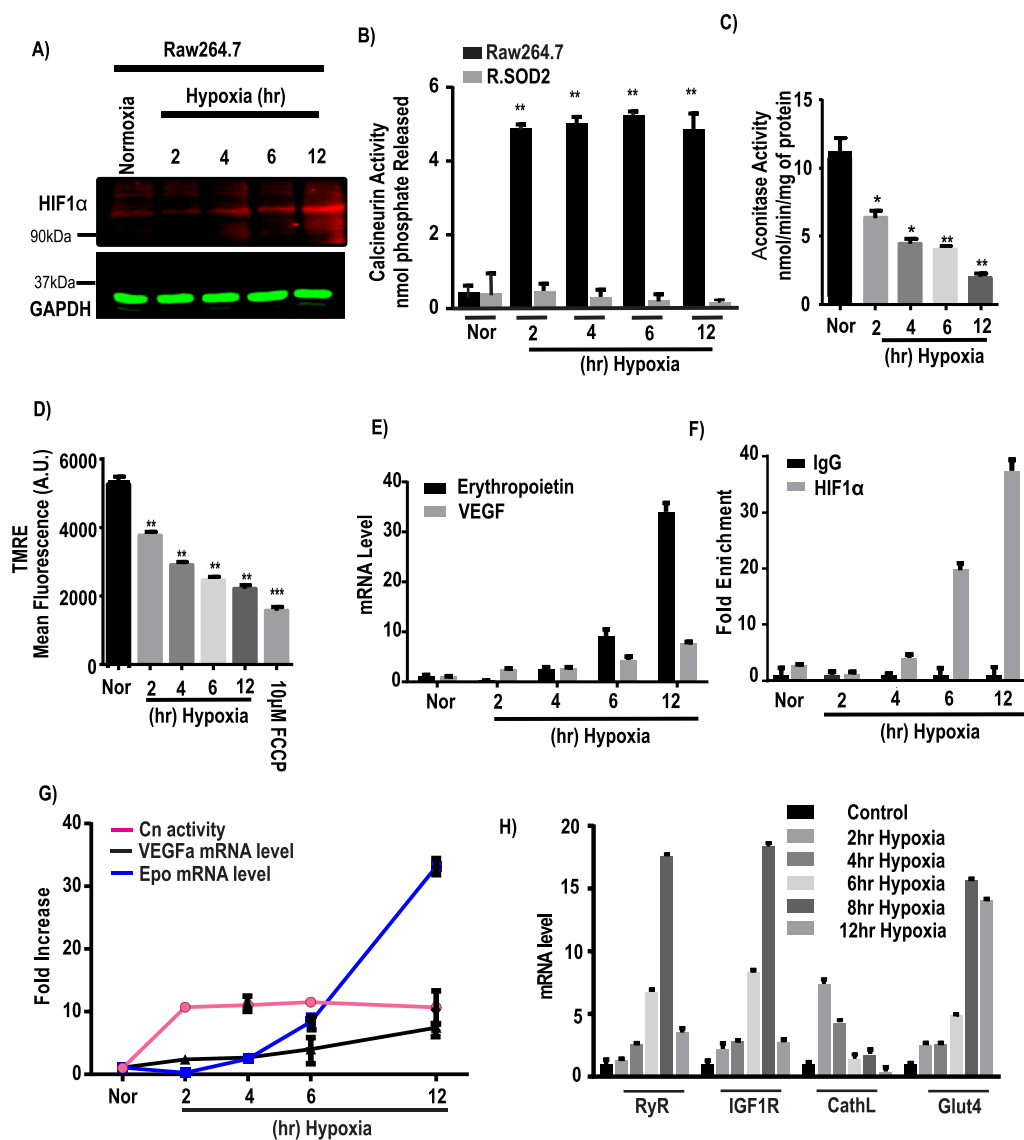 A)
Raw264.7
Hypoxia (hr)
Normoxia
2 4 6 12
HIF1α
90kDa
37kDa
GAPDH
B)
Raw264.7
R.SOD2
Calcineurin Activity
nmol phosphate Released
6
4
2
0
** ** ** **
Nor 2 4 6 12
(hr) Hypoxia
C)
Aconitase Activity
nmol/min/mg of protein
15
10
5
0
* * ** **
Nor 2 4 6 12
(hr) Hypoxia
D)
TMRE
Mean Fluorescence (A.U.)
6000
4000
2000
0
** ** ** ** ***
Nor 2 4 6 12 10µM FCCP
(hr) Hypoxia
E)
Erythropoietin
VEGF
mRNA Level
40
30
20
10
0
Nor 2 4 6 12
(hr) Hypoxia
F)
IgG
HIF1α
Fold Enrichment
40
30
20
10
0
Nor 2 4 6 12
(hr) Hypoxia
G)
Cn activity
VEGFa mRNA level
Epo mRNA level
Fold Increase
40
30
20
10
0
Nor 2 4 6 12
(hr) Hypoxia
H)
Control
2hr Hypoxia
4hr Hypoxia
6hr Hypoxia
8hr Hypoxia
12hr Hypoxia
mRNA level
20
15
10
5
0
RyR IGF1R CathL Glut4